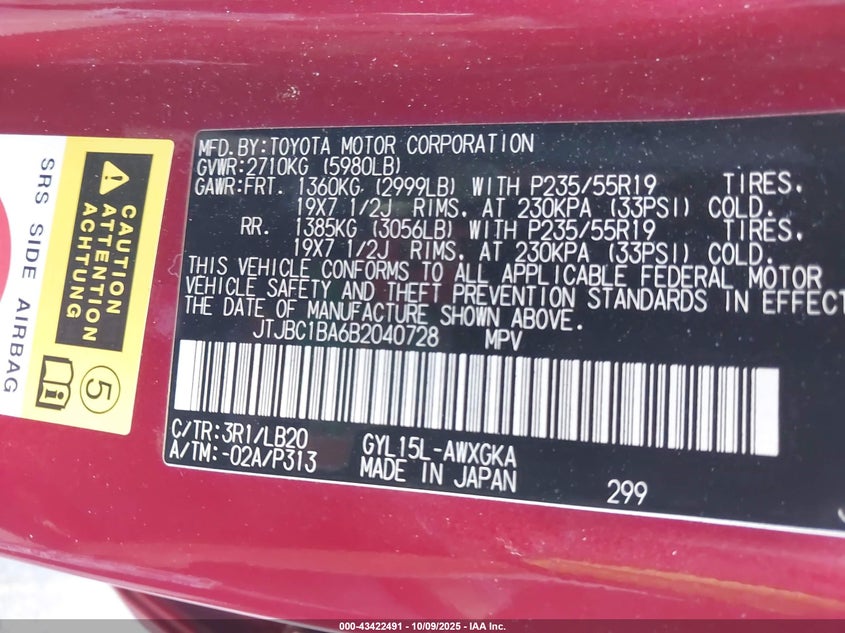 MFD.BY:TOYOTA MOTOR CORPORATION
GVWR:2710KG (5980LB)
GAWR:FRT. 1360KG (2999LB) WITH P235/55R19 TIRES.
19X7 1/2J RIMS. AT 230KPA (33PSI) COLD.
RR. 1385KG (3056LB) WITH P235/55R19 TIRES.
19X7 1/2J RIMS. AT 230KPA (33PSI) COLD.
THIS VEHICLE CONFORMS TO ALL APPLICABLE FEDERAL MOTOR
VEHICLE SAFETY AND THEFT PREVENTION STANDARDS IN EFFECT
THE DATE OF MANUFACTURE SHOWN ABOVE.
JTJBC1BA6B2040728 MPV
C/TR:3R1/LB20 GYL15L-AWXGKA
A/TM:-02A/P313 MADE IN JAPAN
299
SRS SIDE AIRBAG
CAUTION
ATTENTION
ACHTUNG
5
000-43422491 - 10/09/2025 - IAA Inc.